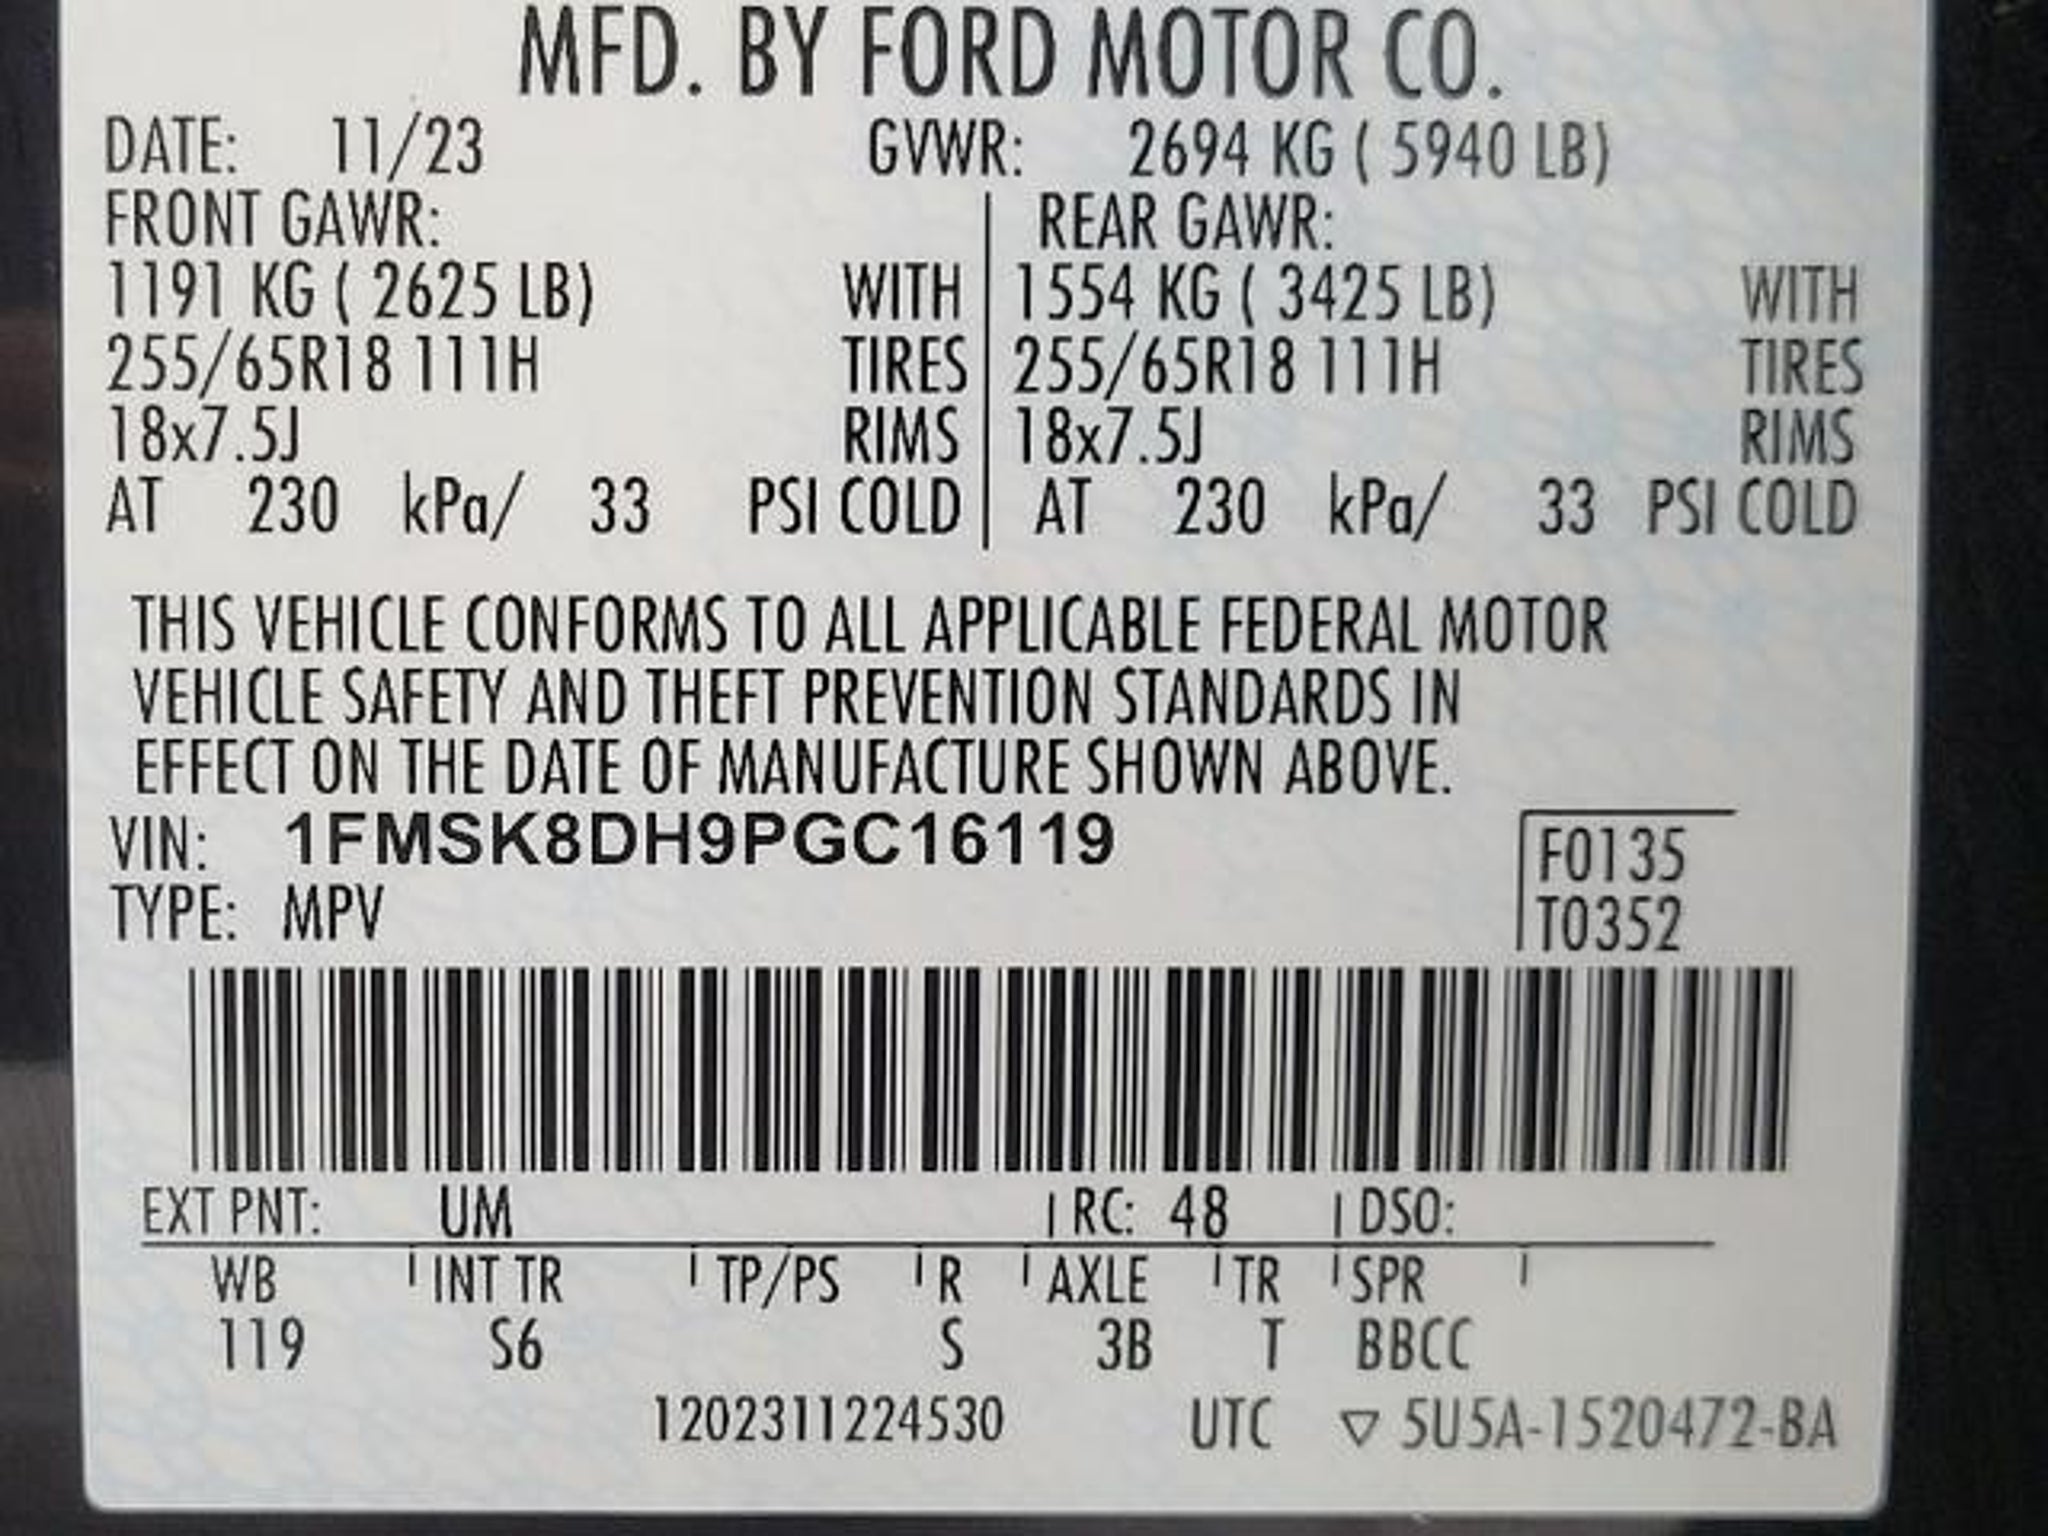 MFD. BY FORD MOTOR CO.
DATE: 11/23 GVWR: 2694 KG ( 5940 LB)
FRONT GAWR: REAR GAWR:
1191 KG ( 2625 LB) WITH 1554 KG ( 3425 LB) WITH
255/65R18 111H TIRES 255/65R18 111H TIRES
18x7.5J RIMS 18x7.5J RIMS
AT 230 kPa/ 33 PSI COLD AT 230 kPa/ 33 PSI COLD
THIS VEHICLE CONFORMS TO ALL APPLICABLE FEDERAL MOTOR
VEHICLE SAFETY AND THEFT PREVENTION STANDARDS IN
EFFECT ON THE DATE OF MANUFACTURE SHOWN ABOVE.
VIN: 1FMSK8DH9PGC16119 F0135
TYPE: MPV T0352
EXT PNT: UM RC: 48 DSO:
WB INT TR TP/PS R AXLE TR SPR
119 S6 S 3B T BBCC
1202311224530 UTC ▽ 5U5A-1520472-BA